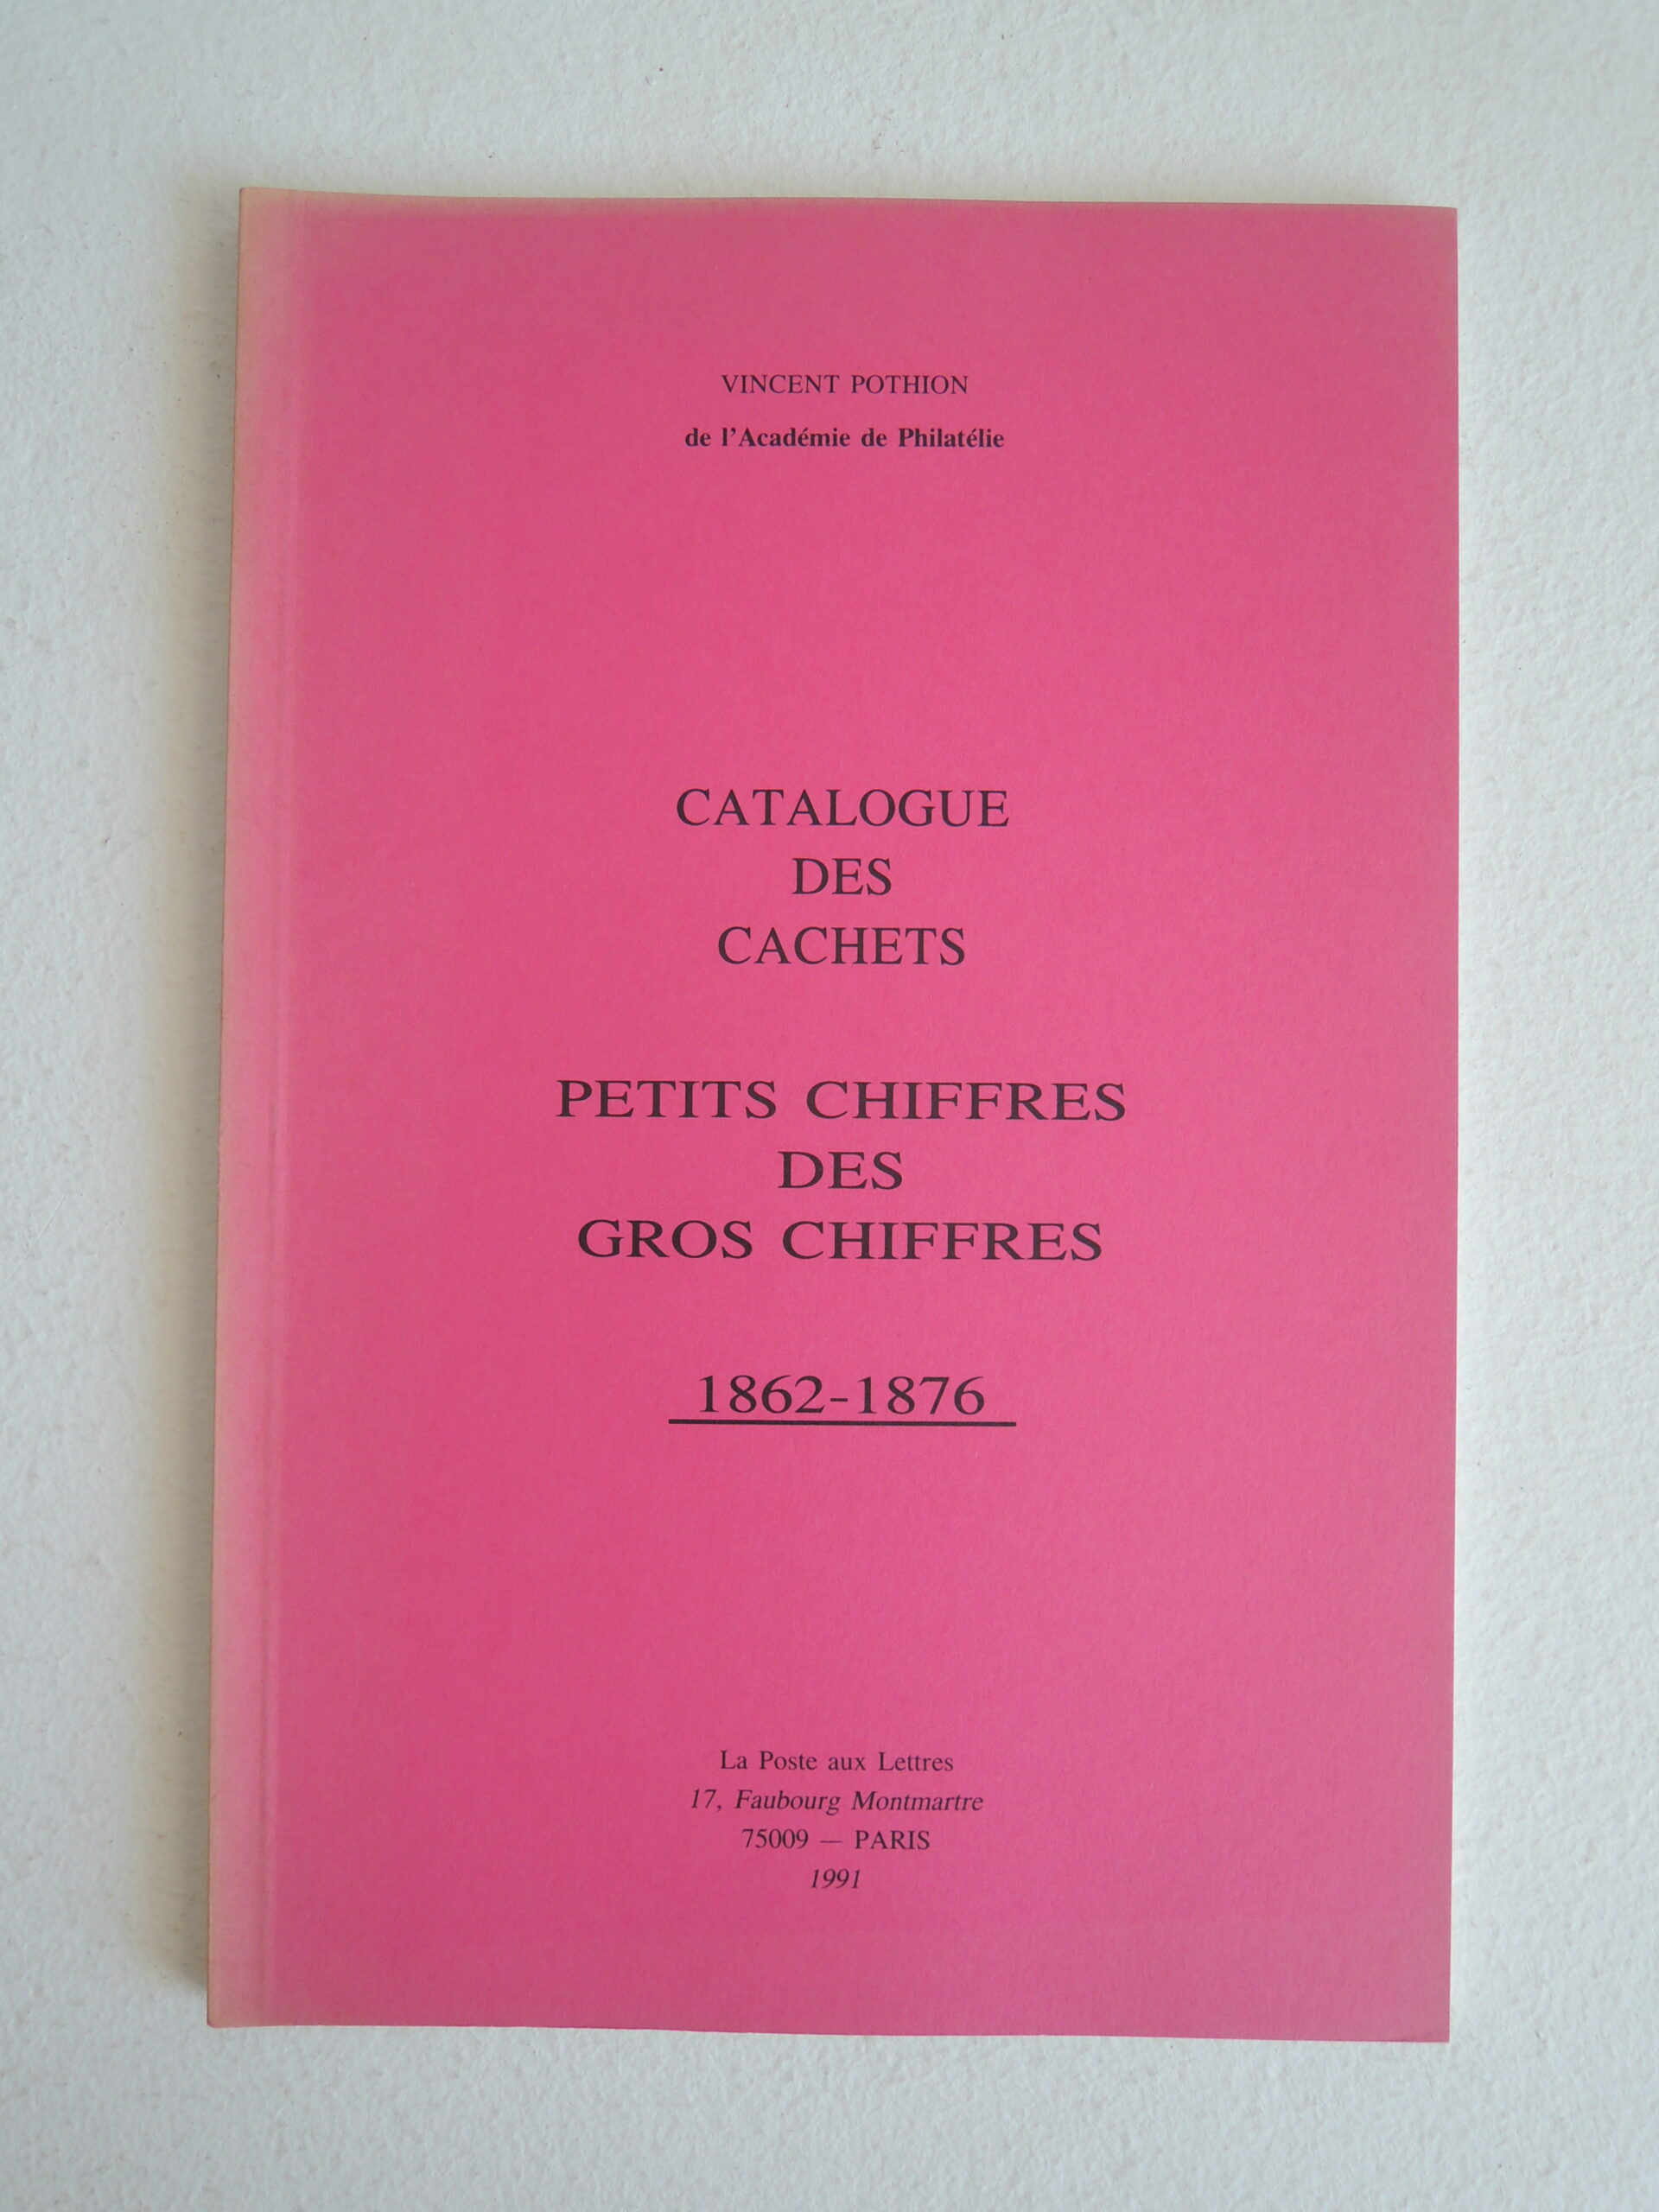 VINCENT POTHION
de l'Académie de Philatélie
CATALOGUE
DES
CACHETS
PETITS CHIFFRES
DES
GROS CHIFFRES
1862-1876
La Poste aux Lettres
17, Faubourg Montmartre
75009 — PARIS
1991